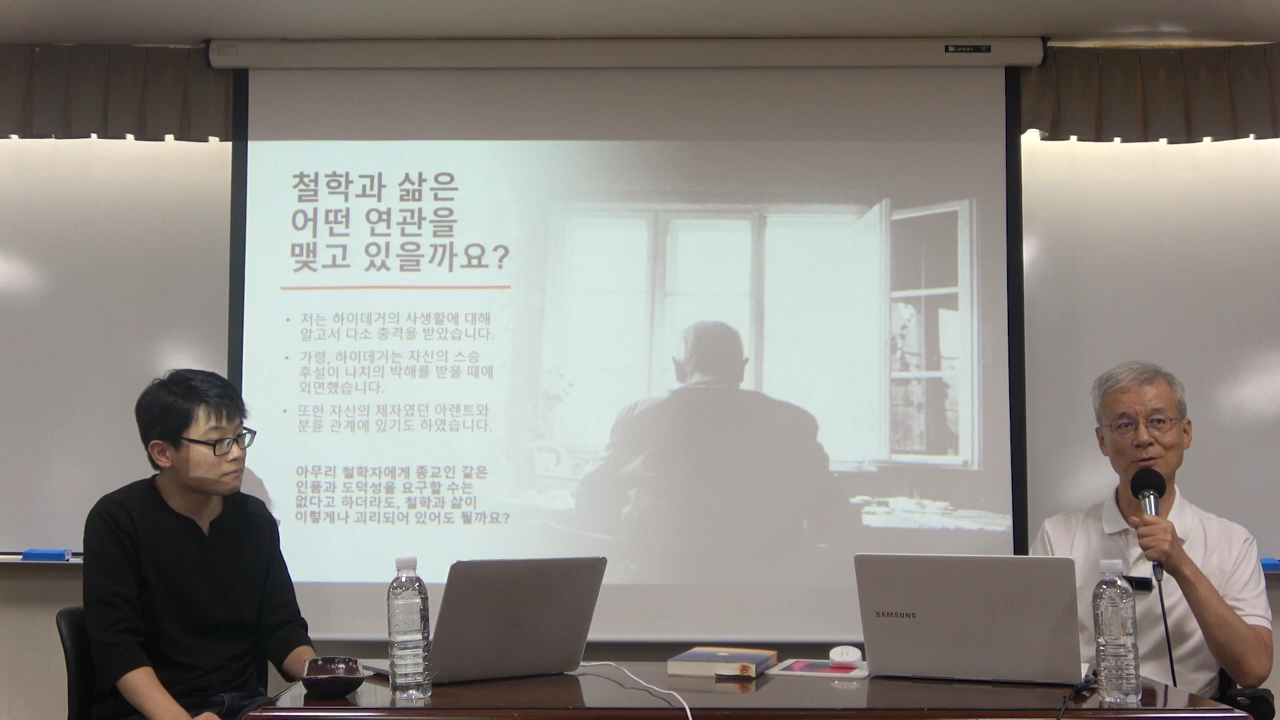 철학과 삶은
어떤 연관을
맺고 있을까요?
• 저는 하이데거의 사생활에 대해
알고서 다소 충격을 받았습니다.
• 가령, 하이데거는 자신의 스승
후설이 나치의 박해를 받을 때에
외면했습니다.
• 또한 자신의 제자였던 아렌트와
분륜 관계에 있기도 하였습니다.
아무리 철학자에게 종교인 같은
인품과 도덕성을 요구할 수는
없다고 하더라도, 철학과 삶이
이렇게나 괴리되어 있어도 될까요?
SAMSUNG